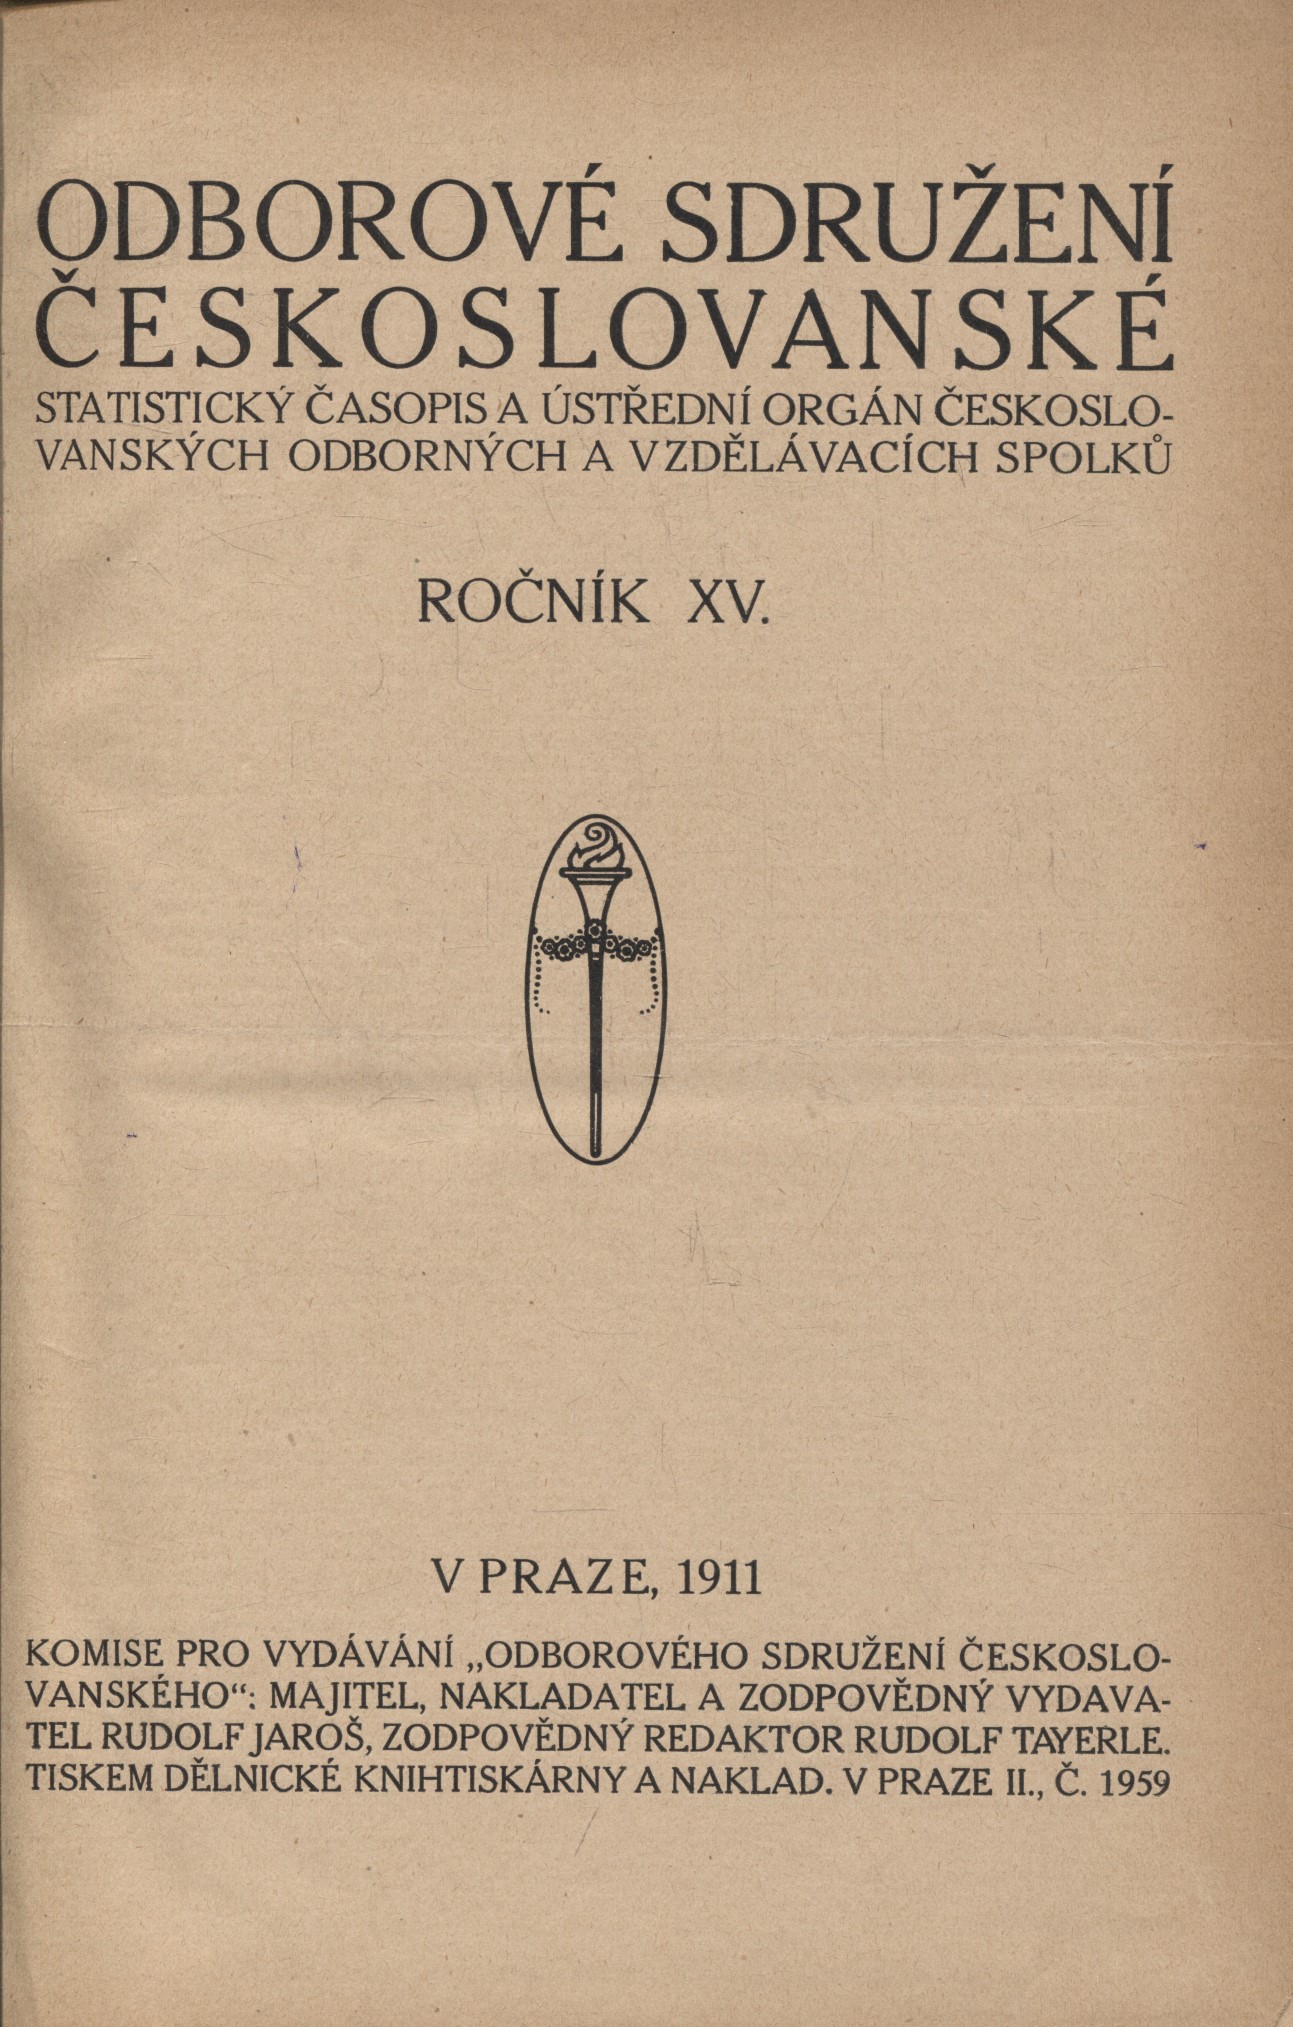 ODBOROVÉ SDRUŽENÍ
ČESKOSLOVANSKÉ
STATISTICKÝ ČASOPIS A ÚSTŘEDNÍ ORGÁN ČESKOSLO-
VANSKÝCH ODBORNÝCH A VZDĚLÁVACÍCH SPOLKŮ
ROČNÍK XV.
V PRAZE, 1911
KOMISE PRO VYDÁVÁNÍ „ODBOROVÉHO SDRUŽENÍ ČESKOSLO-
VANSKÉHO“: MAJITEL, NAKLADATEL A ZODPOVĚDNÝ VYDAVA-
TEL RUDOLF JAROŠ, ZODPOVĚDNÝ REDAKTOR RUDOLF TAYERLE.
TISKEM DĚLNICKÉ KNIHTISKÁRNY A NAKLAD. V PRAZE II., Č. 1959